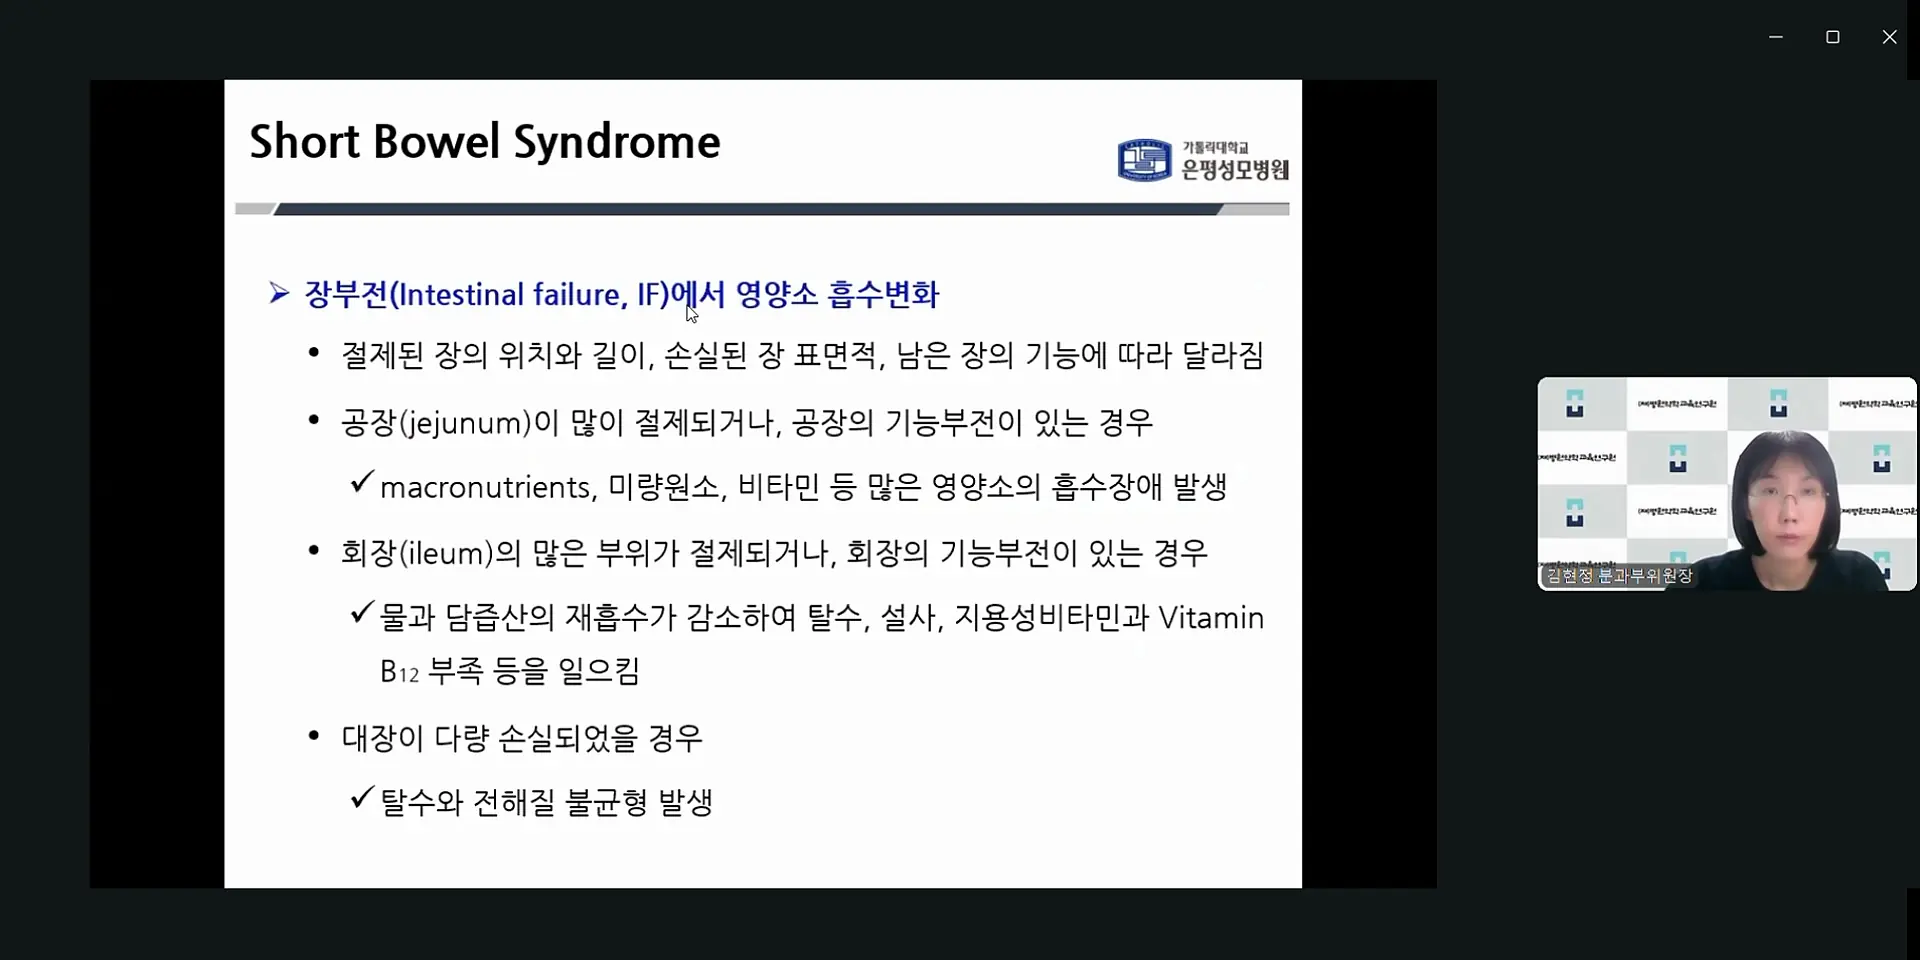 Short Bowel Syndrome
가톨릭대학교
은평성모병원
➢ 장부전(Intestinal failure, IF)에서 영양소 흡수변화
• 절제된 장의 위치와 길이, 손실된 장 표면적, 남은 장의 기능에 따라 달라짐
• 공장(jejunum)이 많이 절제되거나, 공장의 기능부전이 있는 경우
✓ macronutrients, 미량원소, 비타민 등 많은 영양소의 흡수장애 발생
• 회장(ileum)의 많은 부위가 절제되거나, 회장의 기능부전이 있는 경우
✓ 물과 담즙산의 재흡수가 감소하여 탈수, 설사, 지용성비타민과 Vitamin
B12 부족 등을 일으킴
• 대장이 다량 손실되었을 경우
✓ 탈수와 전해질 불균형 발생
김현정 분과부위원장